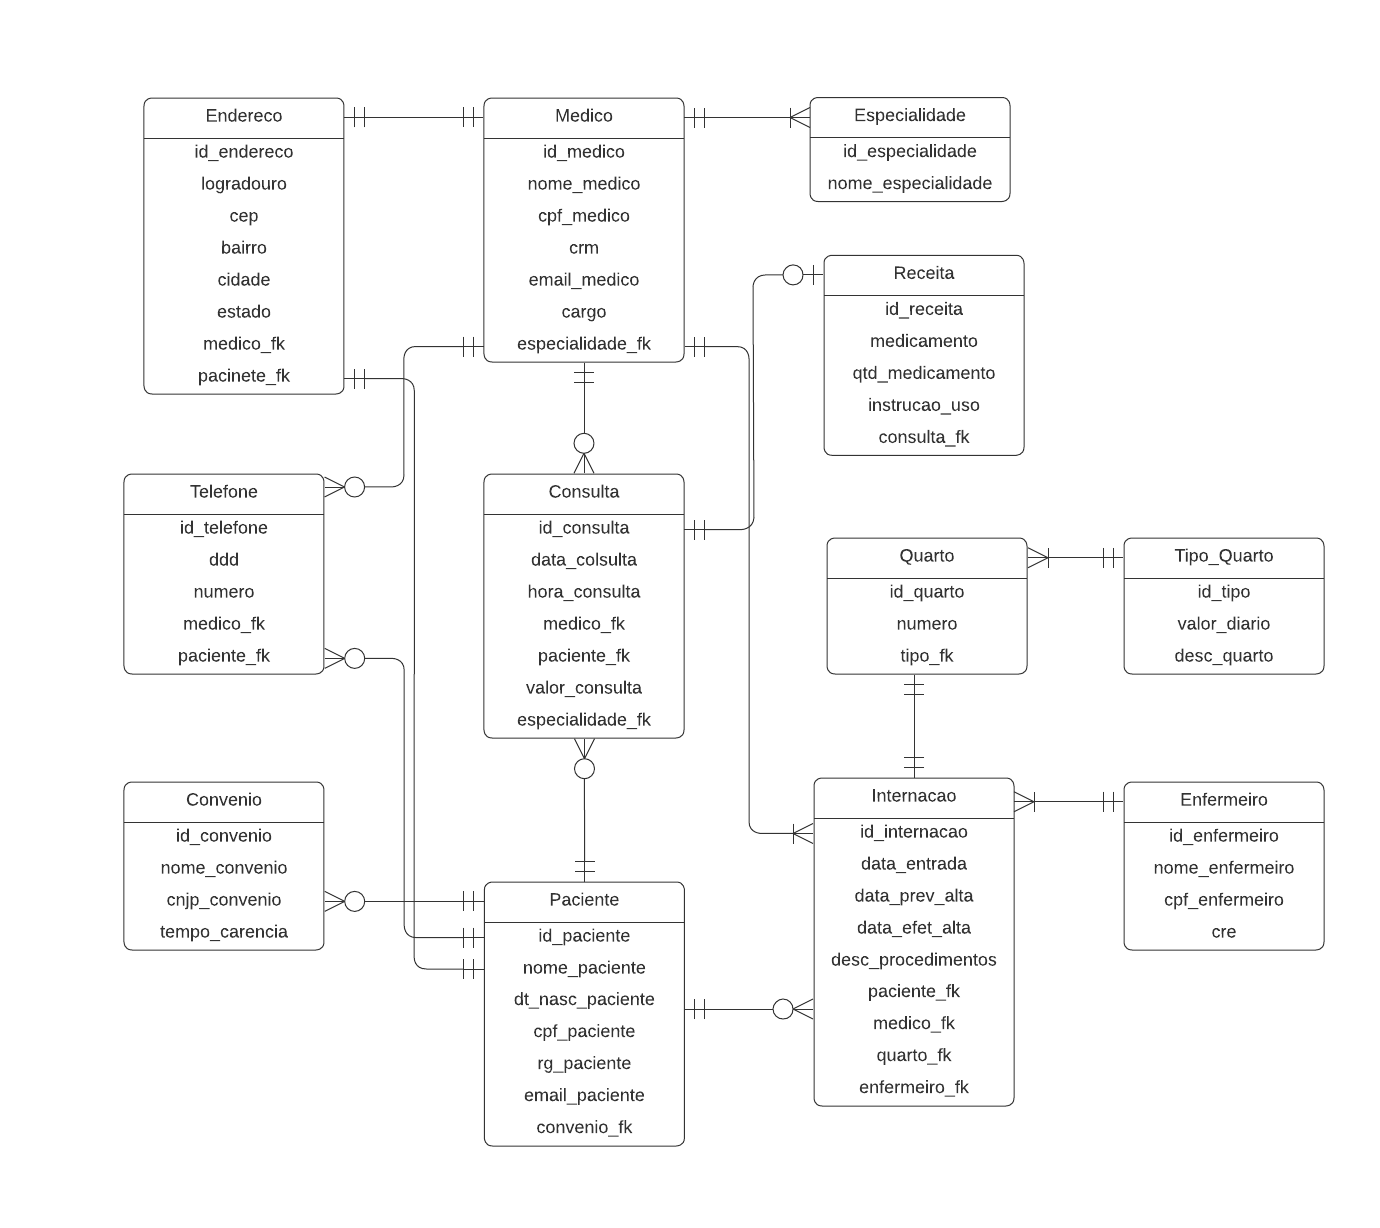 Endereco
id_endereco
logradouro
cep
bairro
cidade
estado
medico_fk
pacinete_fk
Medico
id_medico
nome_medico
cpf_medico
crm
email_medico
cargo
especialidade_fk
Especialidade
id_especialidade
nome_especialidade
Receita
id_receita
medicamento
qtd_medicamento
instrucao_uso
consulta_fk
Telefone
id_telefone
ddd
numero
medico_fk
paciente_fk
Consulta
id_consulta
data_colsulta
hora_consulta
medico_fk
paciente_fk
valor_consulta
especialidade_fk
Quarto
id_quarto
numero
tipo_fk
Tipo_Quarto
id_tipo
valor_diario
desc_quarto
Convenio
id_convenio
nome_convenio
cnjp_convenio
tempo_carencia
Paciente
id_paciente
nome_paciente
dt_nasc_paciente
cpf_paciente
rg_paciente
email_paciente
convenio_fk
Internacao
id_internacao
data_entrada
data_prev_alta
data_efet_alta
desc_procedimentos
paciente_fk
medico_fk
quarto_fk
enfermeiro_fk
Enfermeiro
id_enfermeiro
nome_enfermeiro
cpf_enfermeiro
cre